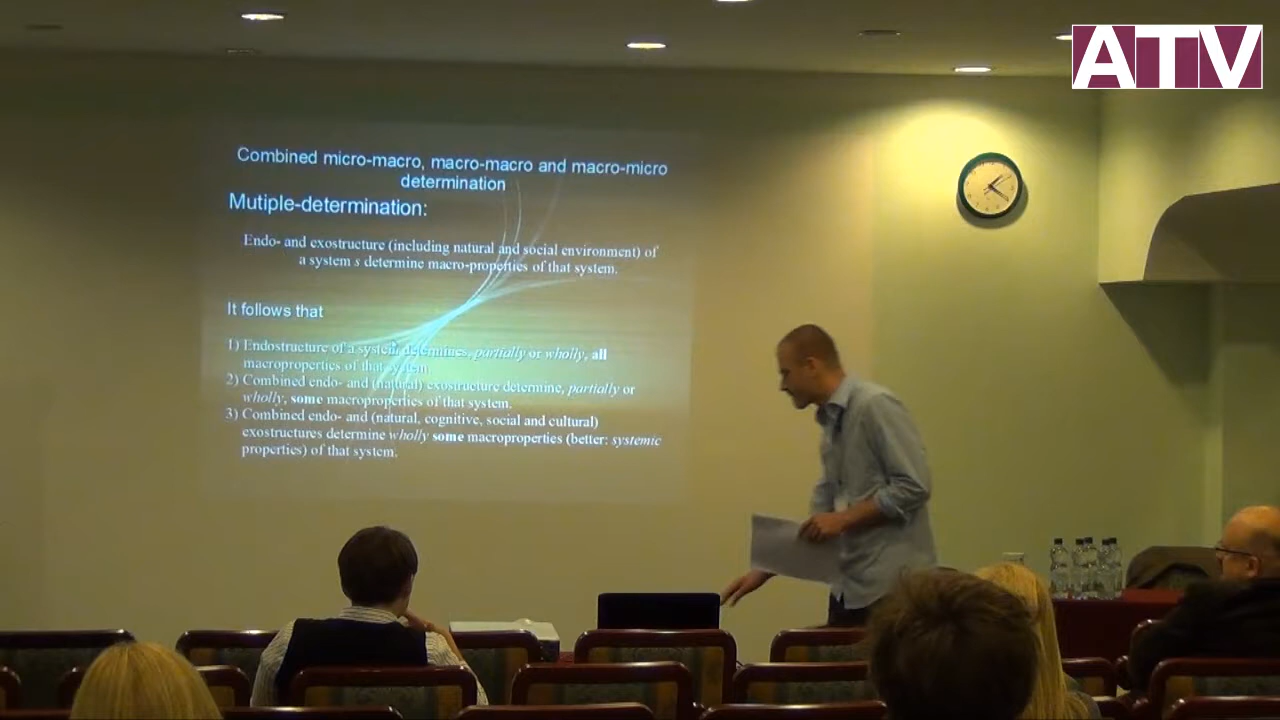 ATV
Combined micro-macro, macro-macro and macro-micro
determination
Mutiple-determination:
Endo- and exostructure (including natural and social environment) of
a system s determine macro-properties of that system.
It follows that
1) Endostructure of a system determines, partially or wholly, all
macroproperties of that system.
2) Combined endo- and (natural) exostructure determine, partially or
wholly, some macroproperties of that system.
3) Combined endo- and (natural, cognitive, social and cultural)
exostructures determine wholly some macroproperties (better: systemic
properties) of that system.